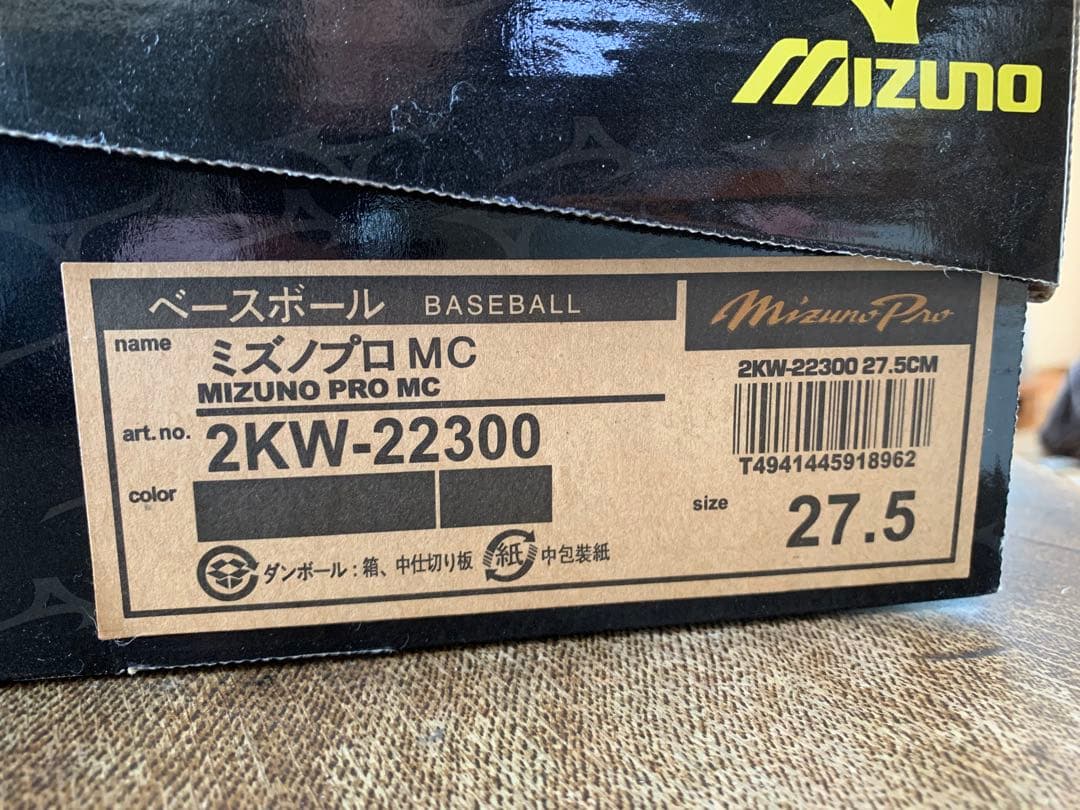 MIZUNO
ベースボール BASEBALL
Mizuno Pro
name ミズノプロ MC
MIZUNO PRO MC
2KW-22300 27.5CM
art.no. 2KW-22300
T4941445918962
color
size 27.5
ダンボール:箱、中仕切り板 紙 中包装紙